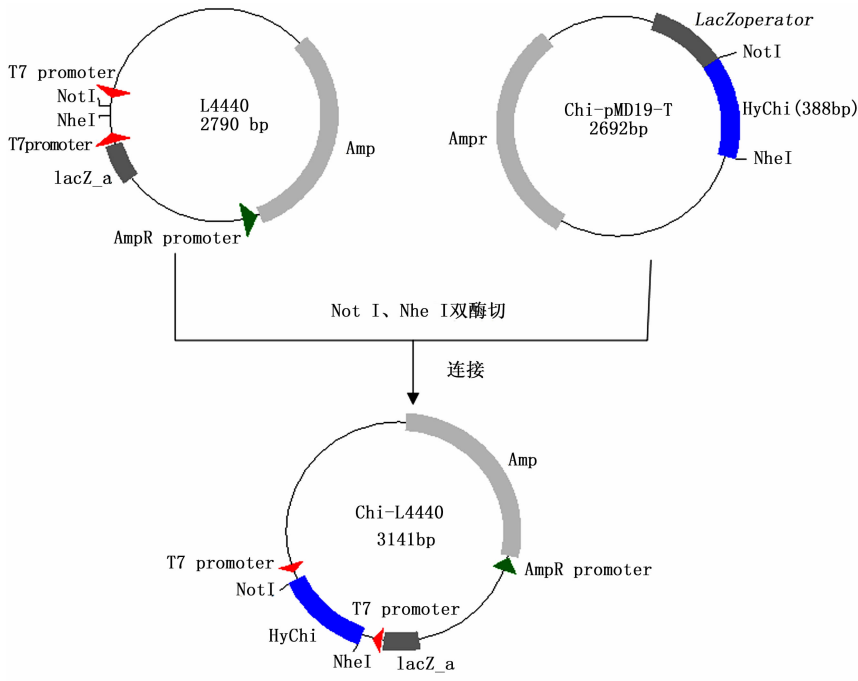 T7 promoter
NotI
NheI
T7promoter
lacZ_a
L4440
2790 bp
Amp
AmpR promoter
LacZoperator
NotI
Chi-pMD19-T
2692bp
HyChi(388bp)
Ampr
NheI
Not I、Nhe I双酶切
连接
Amp
Chi-L4440
3141bp
T7 promoter
AmpR promoter
NotI
T7 promoter
HyChi
NheI
lacZ_a